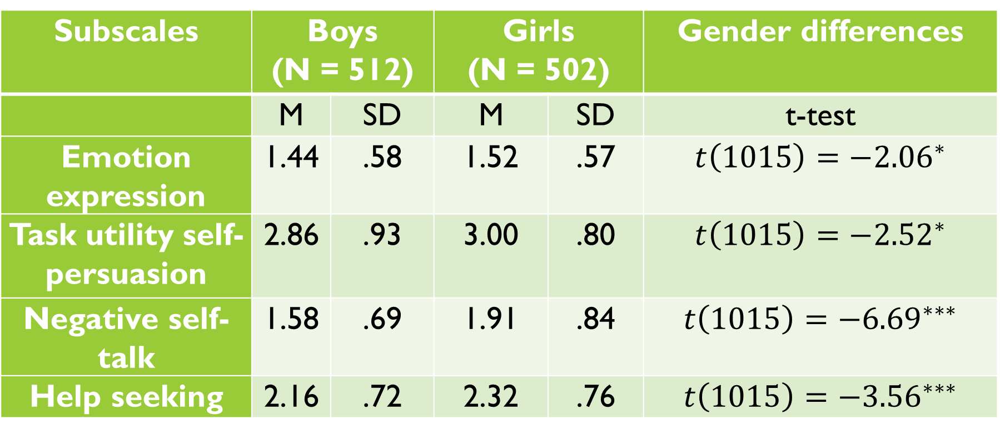 Subscales Boys Girls Gender differences
(N = 512) (N = 502)
M SD M SD t-test
Emotion 1.44 .58 1.52 .57 t(1015) = −2.06*
expression
Task utility self- 2.86 .93 3.00 .80 t(1015) = −2.52*
persuasion
Negative self- 1.58 .69 1.91 .84 t(1015) = −6.69***
talk
Help seeking 2.16 .72 2.32 .76 t(1015) = −3.56***